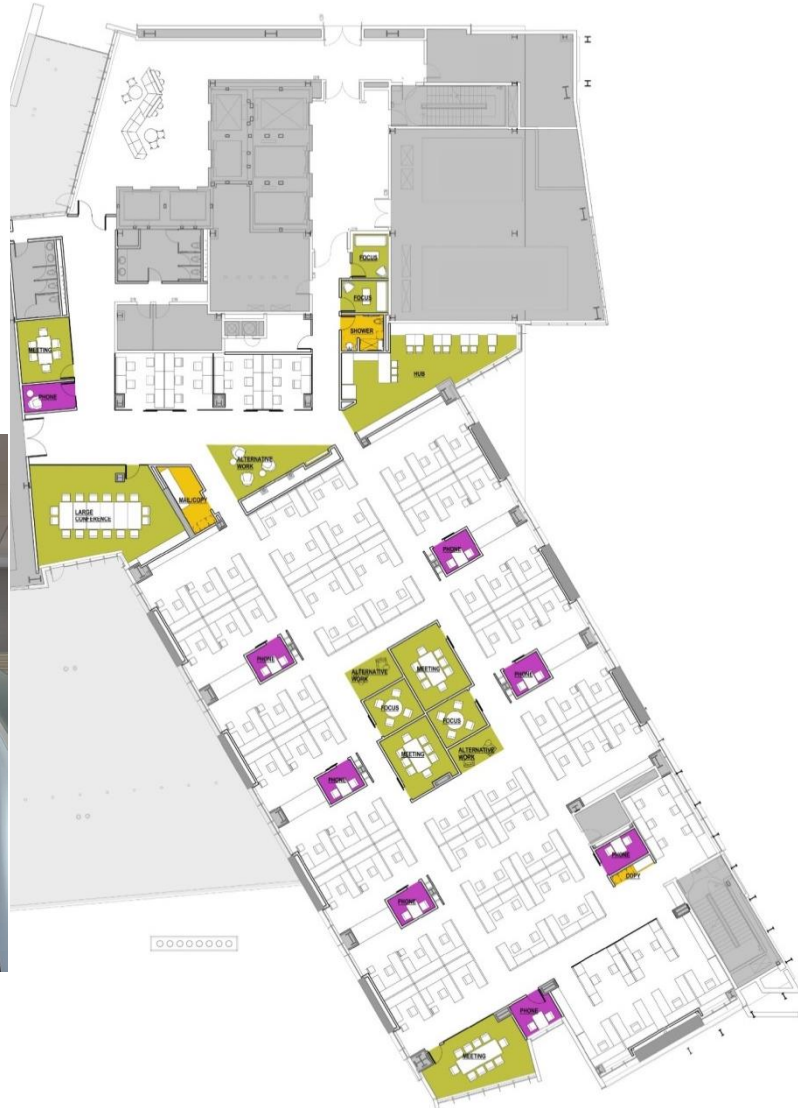 FOCUS
FOCUS
SHOWER
MEETING
HUB
PHONE
ALTERNATIVE
WORK
MAIL/COPY
LARGE
CONFERENCE
PHONE
PHONE
MEETING
ALTERNATIVE
WORK
PHONE
FOCUS
FOCUS
MEETING
ALTERNATIVE
WORK
PHONE
PHONE
COPY
PHONE
PHONE
MEETING